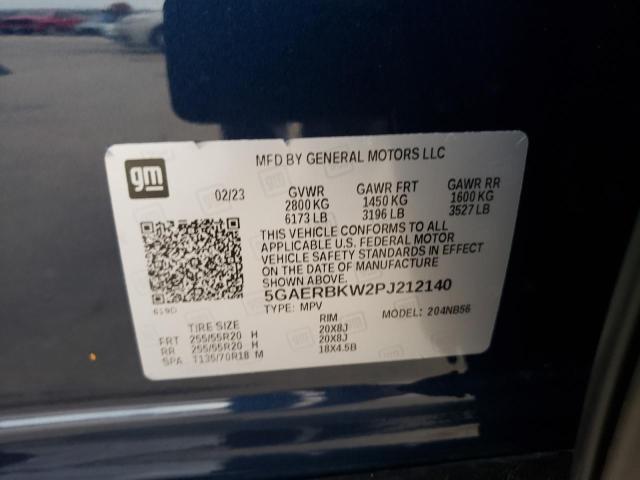 gm
MFD BY GENERAL MOTORS LLC
02/23 GVWR GAWR FRT GAWR RR
2800 KG 1450 KG 1600 KG
6173 LB 3196 LB 3527 LB
THIS VEHICLE CONFORMS TO ALL
APPLICABLE U.S. FEDERAL MOTOR
VEHICLE SAFETY STANDARDS IN EFFECT
ON THE DATE OF MANUFACTURE SHOWN ABOVE.
5GAERBKW2PJ212140
619D TYPE: MPV MODEL: 204NB56
TIRE SIZE RIM
FRT 255/55R20 H 20X8J
RR 255/55R20 H 20X8J
SPA T135/70R18 M 18X4.5B